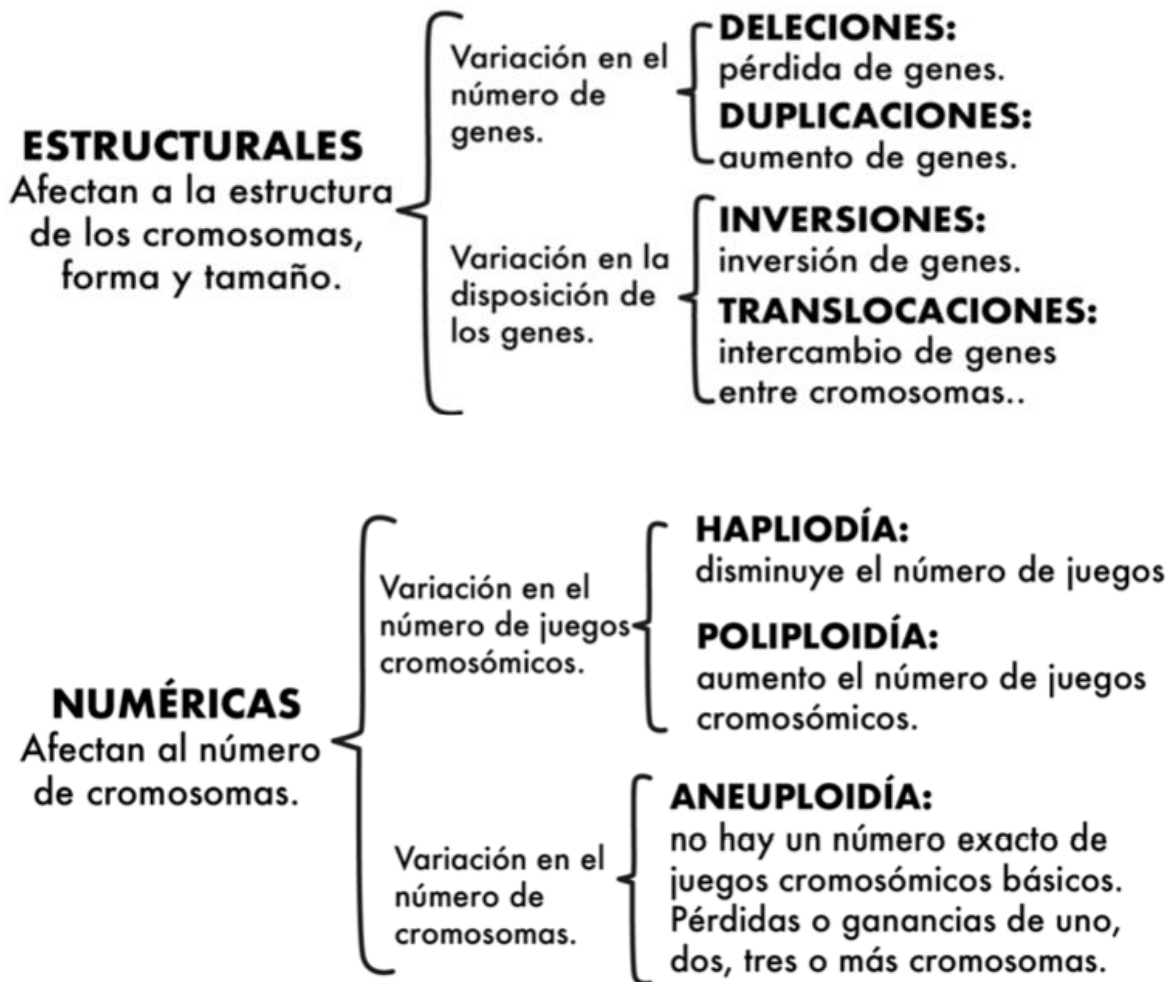 ESTRUCTURALES
Afectan a la estructura
de los cromosomas,
forma y tamaño.
Variación en el
número de
genes.
DELECIONES:
pérdida de genes.
DUPLICACIONES:
aumento de genes.
Variación en la
disposición de
los genes.
INVERSIONES:
inversión de genes.
TRANSLOCACIONES:
intercambio de genes
entre cromosomas..
NUMÉRICAS
Afectan al número
de cromosomas.
Variación en el
número de juegos
cromosómicos.
HAPLIODÍA:
disminuye el número de juegos
POLIPLOIDÍA:
aumento el número de juegos
cromosómicos.
Variación en el
número de
cromosomas.
ANEUPLOIDÍA:
no hay un número exacto de
juegos cromosómicos básicos.
Pérdidas o ganancias de uno,
dos, tres o más cromosomas.